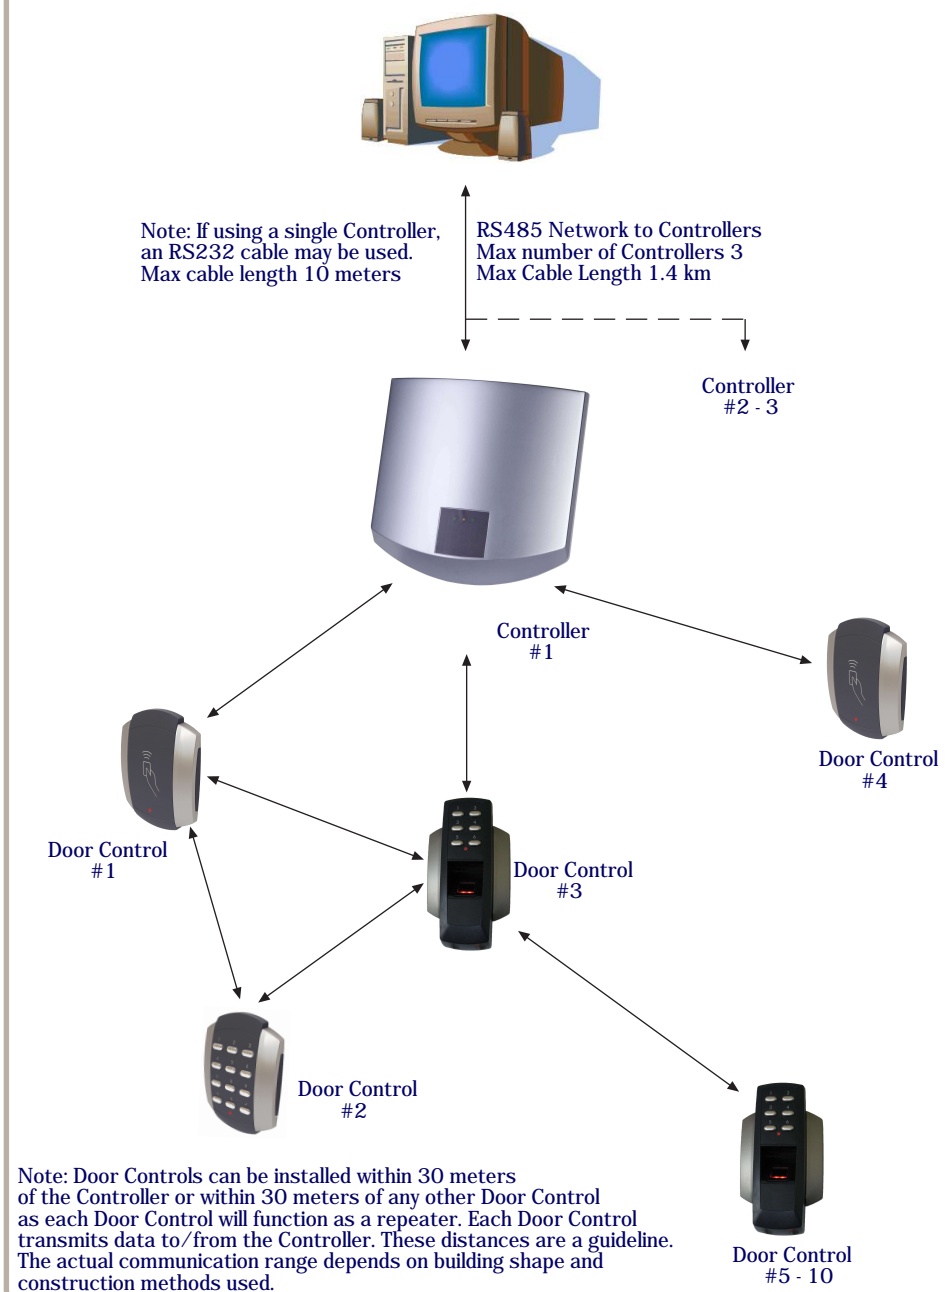 Note: If using a single Controller,
an RS232 cable may be used.
Max cable length 10 meters
RS485 Network to Controllers
Max number of Controllers 3
Max Cable Length 1.4 km
Controller
#2 - 3
Controller
#1
Door Control
#4
Door Control
#1
Door Control
#3
Door Control
#2
Note: Door Controls can be installed within 30 meters
of the Controller or within 30 meters of any other Door Control
as each Door Control will function as a repeater. Each Door Control
transmits data to/from the Controller. These distances are a guideline.
The actual communication range depends on building shape and
construction methods used.
Door Control
#5 - 10